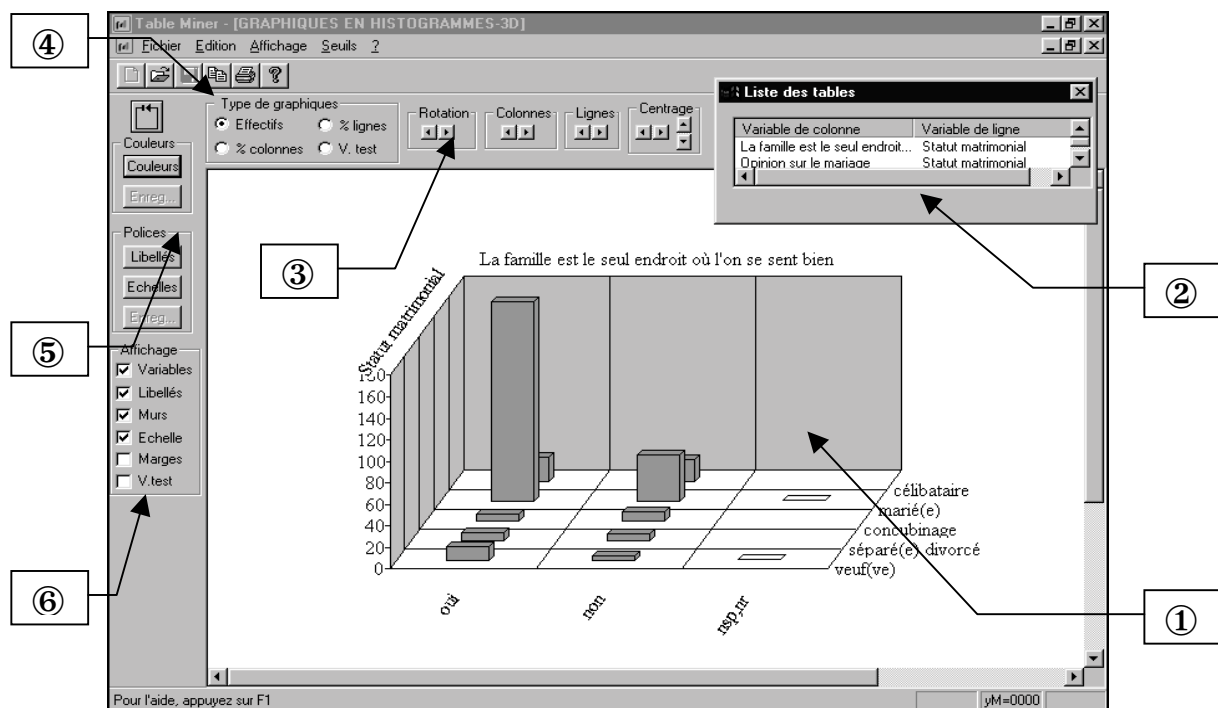 Table Miner - [GRAPHIQUES EN HISTOGRAMMES-3D]
Fichier Edition Affichage Seuils ?
④
Type de graphiques
Effectifs % lignes
% colonnes V. test
Rotation
Colonnes
Lignes
Centrage
Liste des tables
Variable de colonne Variable de ligne
La famille est le seul endroit... Statut matrimonial
Opinion sur le mariage Statut matrimonial
Couleurs
Couleurs
Enreg...
Polices
Libellés
Echelles
Enreg...
③
②
⑤
Affichage
Variables
Libellés
Murs
Echelle
Marges
V.test
⑥
①
La famille est le seul endroit où l'on se sent bien
Statut matrimonial
180
160
140
120
100
80
60
40
20
0
célibataire
marié(e)
concubinage
séparé(e) divorcé
veuf(ve)
oui
non
nsp,nr
Pour l'aide, appuyez sur F1
yM=0000